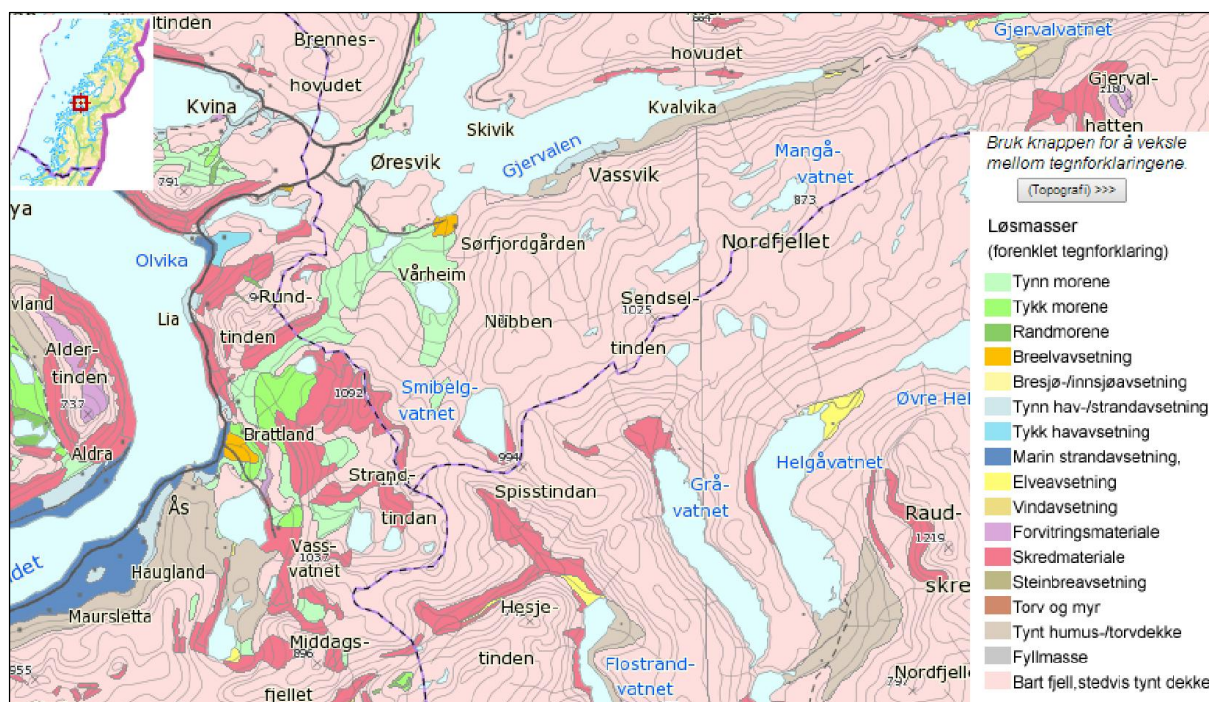 ltinden
Brennes-
hovudet
884
hovudet
Gjervalvatnet
Kvina
Skivik
Kvalvika
Gjerval-
1180
hatten
Øresvik
Gjervalen
Vassvik
Mangå-
vatnet
873
791
ya
Olvika
Sørfjordgården
Nordfjellet
Vårheim
Rund-
tinden
Sendsel-
1025
tinden
Nubben
Lia
vland
Alder-
tinden
737
Aldra
1092
Smibelg-
vatnet
Øvre Hel
Brattland
994
Helgåvatnet
Strand-
tindan
Spisstindan
Grå-
vatnet
Ås
Raud-
1219
skre
Vass-
1037
vatnet
Haugland
det
Maursletta
Hesje-
tinden
Middags-
896
fjellet
955
Flostrand-
vatnet
Nordfjelle
Bruk knappen for å veksle
mellom tegnforklaringene.
(Topografi) >>>
Løsmasser
(forenklet tegnforklaring)
Tynn morene
Tykk morene
Randmorene
Breelvavsetning
Bresjø-/innsjøavsetning
Tynn hav-/strandavsetning
Tykk havavsetning
Marin strandavsetning,
Elveavsetning
Vindavsetning
Forvitringsmateriale
Skredmateriale
Steinbreavsetning
Torv og myr
Tynt humus-/torvdekke
Fyllmasse
Bart fjell,stedvis tynt dekke